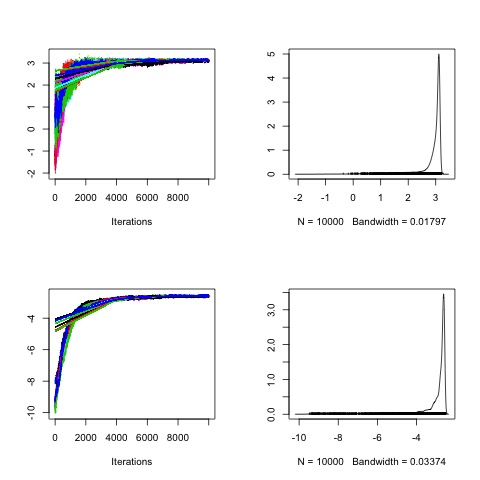 3
2
1
0
-1
-2
0 2000 4000 6000 8000
Iterations
5
4
3
2
1
0
-2 -1 0 1 2 3
N = 10000 Bandwidth = 0.01797
-4
-6
-8
-10
0 2000 4000 6000 8000
Iterations
3.0
2.0
1.0
0.0
-10 -8 -6 -4
N = 10000 Bandwidth = 0.03374